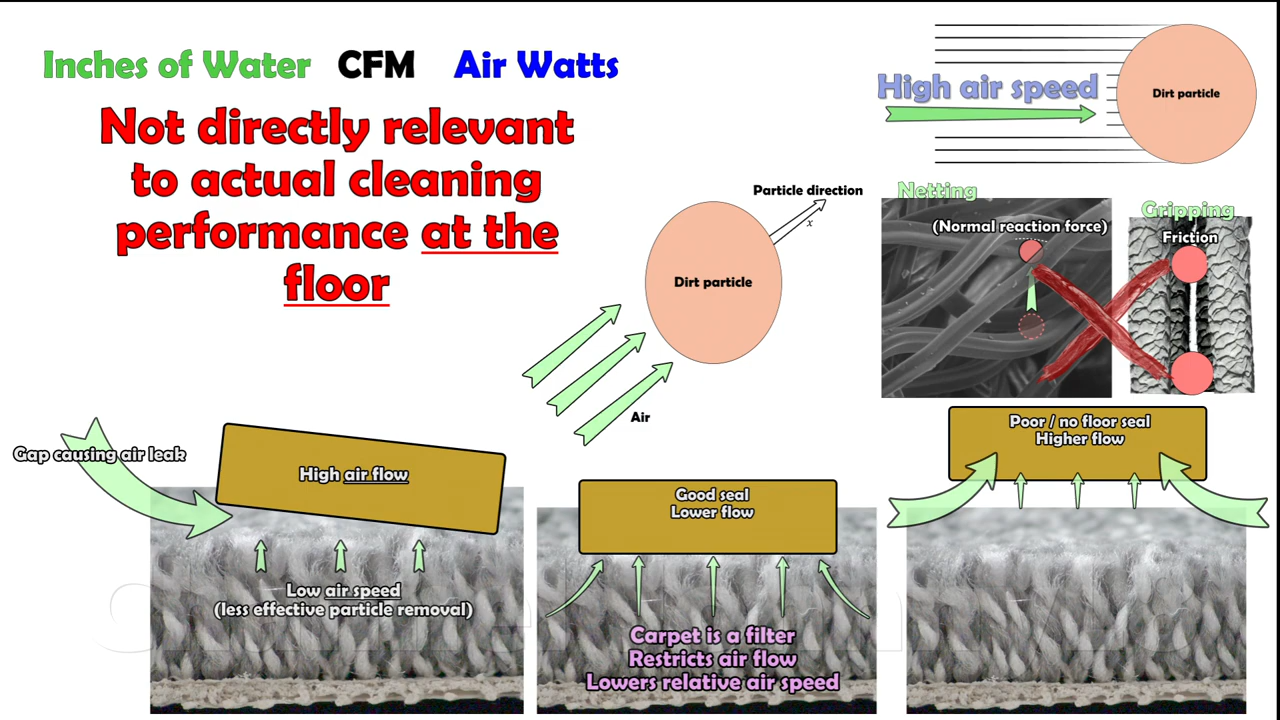 Inches of Water CFM Air Watts
Not directly relevant
to actual cleaning
performance at the
floor
High air speed
Dirt particle
Particle direction
x
Dirt particle
Air
Netting
(Normal reaction force)
Gripping
Friction
Gap causing air leak
High air flow
Low air speed
(less effective particle removal)
Good seal
Lower flow
Carpet is a filter
Restricts air flow
Lowers relative air speed
Poor / no floor seal
Higher flow